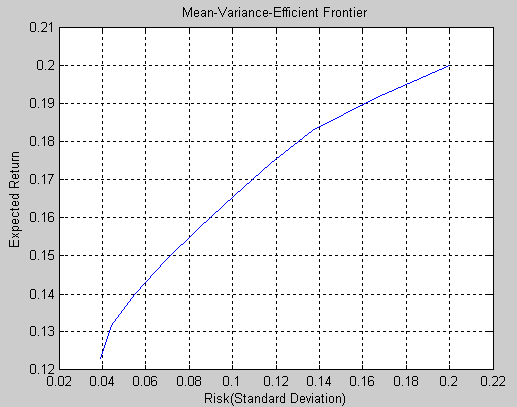 Mean-Variance-Efficient Frontier
0.21
0.2
0.19
0.18
0.17
0.16
0.15
0.14
0.13
0.12
Expected Return
0.02 0.04 0.06 0.08 0.1 0.12 0.14 0.16 0.18 0.2 0.22
Risk(Standard Deviation)